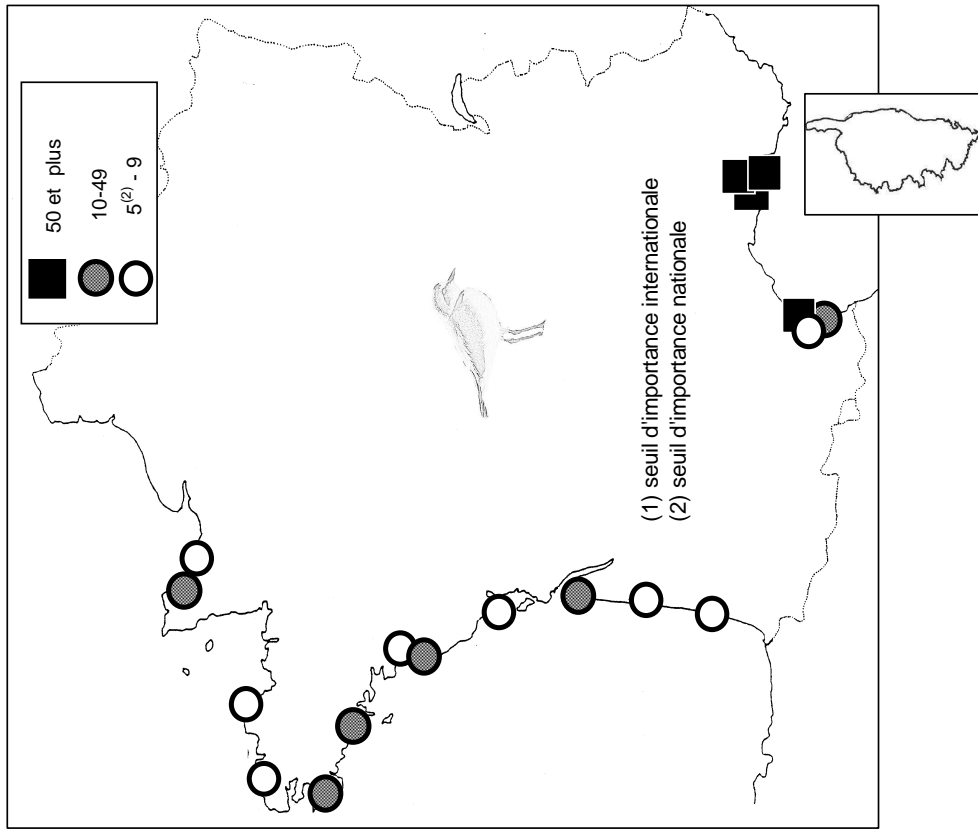 50 et plus
10-49
5(2) - 9
(1) seuil d'importance internationale
(2) seuil d'importance nationale